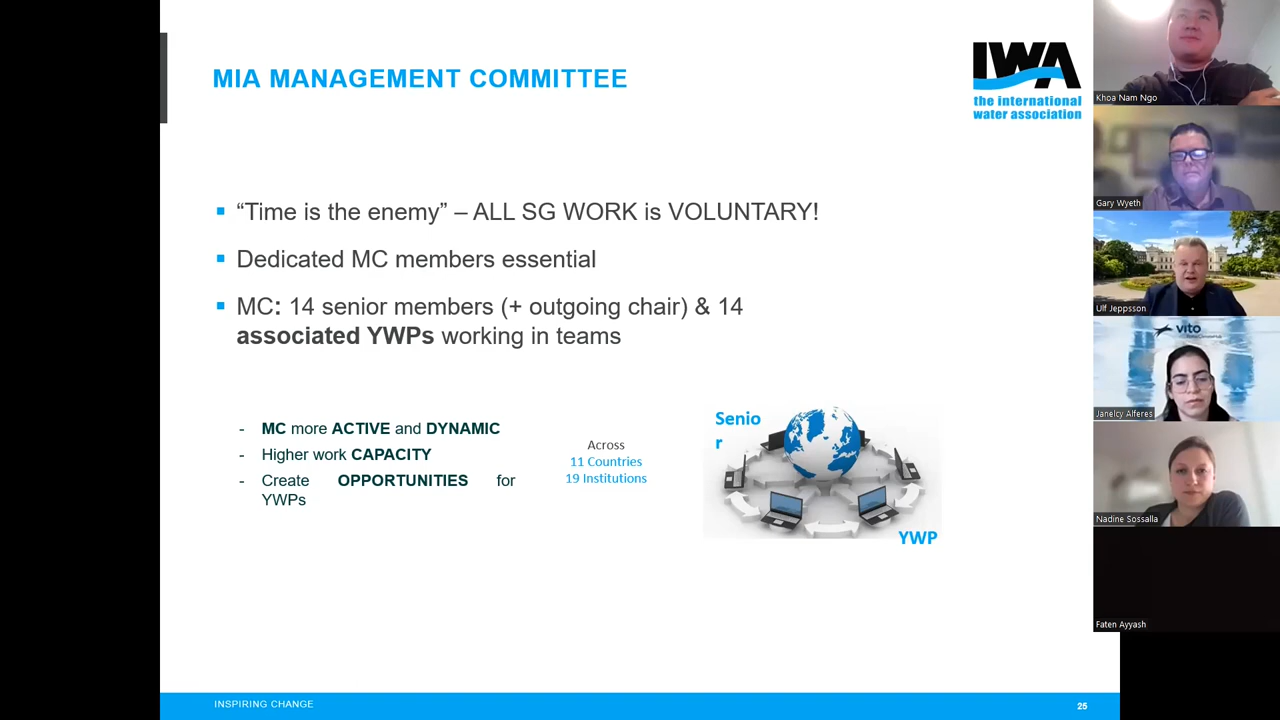 MIA MANAGEMENT COMMITTEE
IWA
the international
water association
▪ “Time is the enemy” – ALL SG WORK is VOLUNTARY!
▪ Dedicated MC members essential
▪ MC: 14 senior members (+ outgoing chair) & 14
associated YWPs working in teams
- MC more ACTIVE and DYNAMIC
- Higher work CAPACITY
- Create OPPORTUNITIES for
YWPs
Across
11 Countries
19 Institutions
Senio
r
YWP
INSPIRING CHANGE
25
Khoa Nam Ngo
Gary Wyeth
Ulf Jeppsson
vito
Janelcy Alferes
Nadine Sossalla
Faten Ayyash